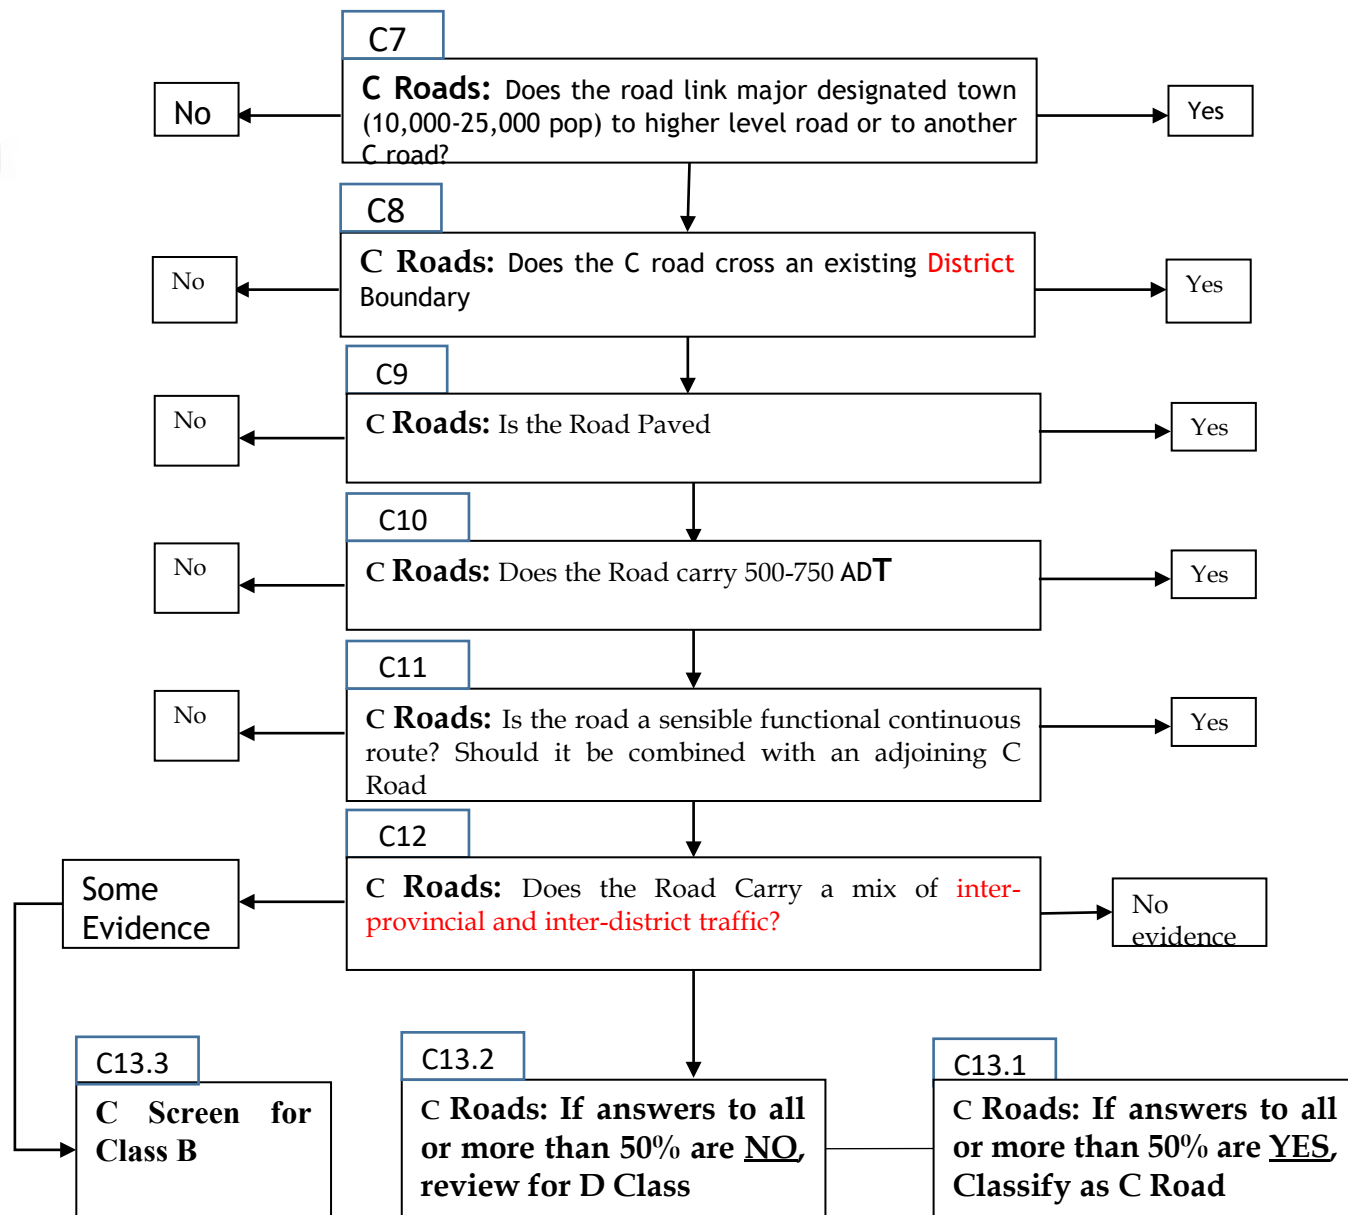 C7
C Roads: Does the road link major designated town
(10,000-25,000 pop) to higher level road or to another
C road?
No
Yes
C8
C Roads: Does the C road cross an existing District
Boundary
No
Yes
C9
C Roads: Is the Road Paved
No
Yes
C10
C Roads: Does the Road carry 500-750 ADT
No
Yes
C11
C Roads: Is the road a sensible functional continuous
route? Should it be combined with an adjoining C
Road
No
Yes
C12
C Roads: Does the Road Carry a mix of inter-
provincial and inter-district traffic?
Some
Evidence
No
evidence
C13.3
C Screen for
Class B
C13.2
C Roads: If answers to all
or more than 50% are NO,
review for D Class
C13.1
C Roads: If answers to all
or more than 50% are YES,
Classify as C Road